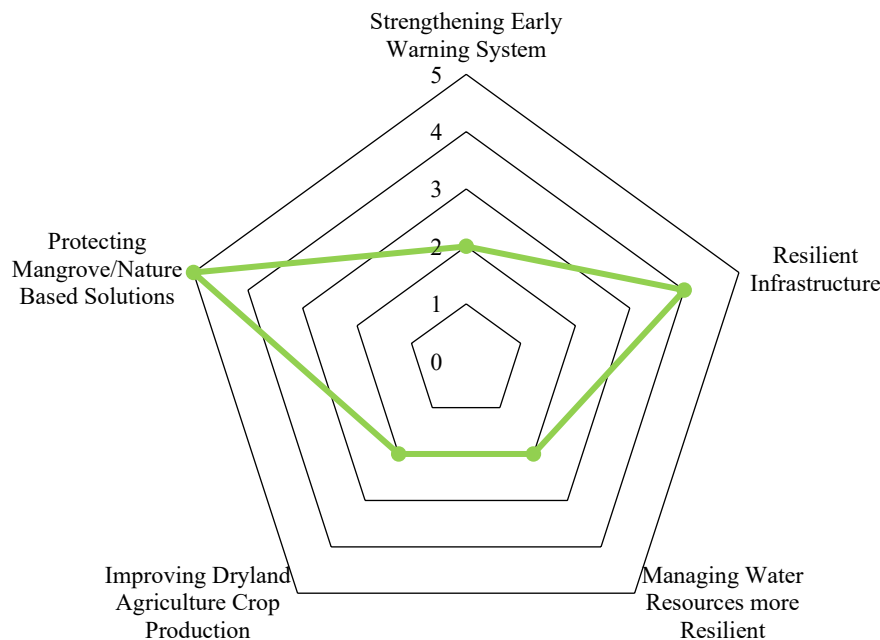 Strengthening Early
Warning System
5
4
3
2
1
0
Resilient
Infrastructure
Managing Water
Resources more
Resilient
Improving Dryland
Agriculture Crop
Production
Protecting
Mangrove/Nature
Based Solutions